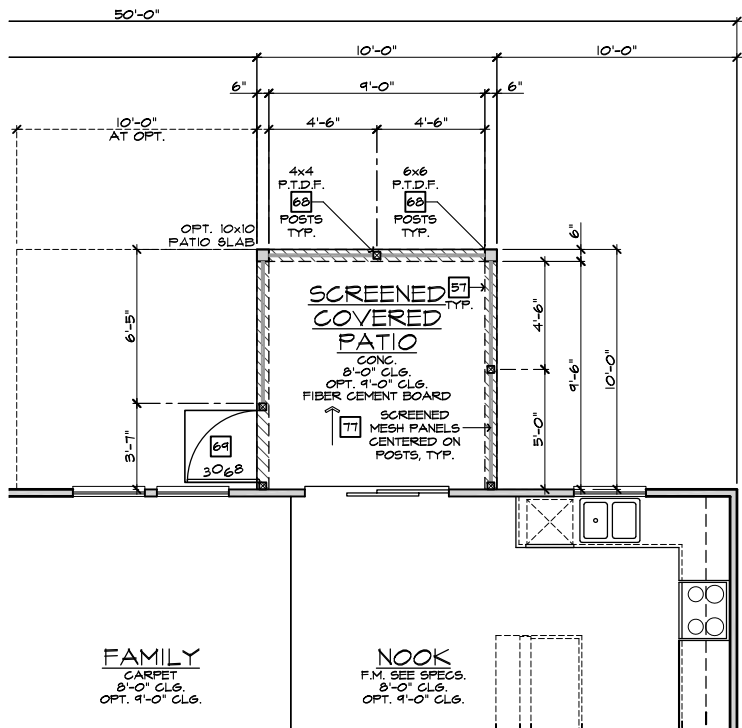 50'-0"
10'-0"
10'-0"
6"
9'-0"
6"
10'-0"
AT OPT.
4'-6"
4'-6"
4x4
P.T.D.F.
68
POSTS
TYP.
6x6
P.T.D.F.
68
POSTS
TYP.
OPT. 10x10
PATIO SLAB
6"
57
TYP.
SCREENED
COVERED
PATIO
CONC.
8'-0" CLG.
OPT. 9'-0" CLG.
FIBER CEMENT BOARD
6'-5"
4'-6"
9'-6"
10'-0"
77
SCREENED
MESH PANELS
CENTERED ON
POSTS, TYP.
5'-0"
3'-7"
69
3068
FAMILY
CARPET
8'-0" CLG.
OPT. 9'-0" CLG.
NOOK
F.M. SEE SPECS.
8'-0" CLG.
OPT. 9'-0" CLG.